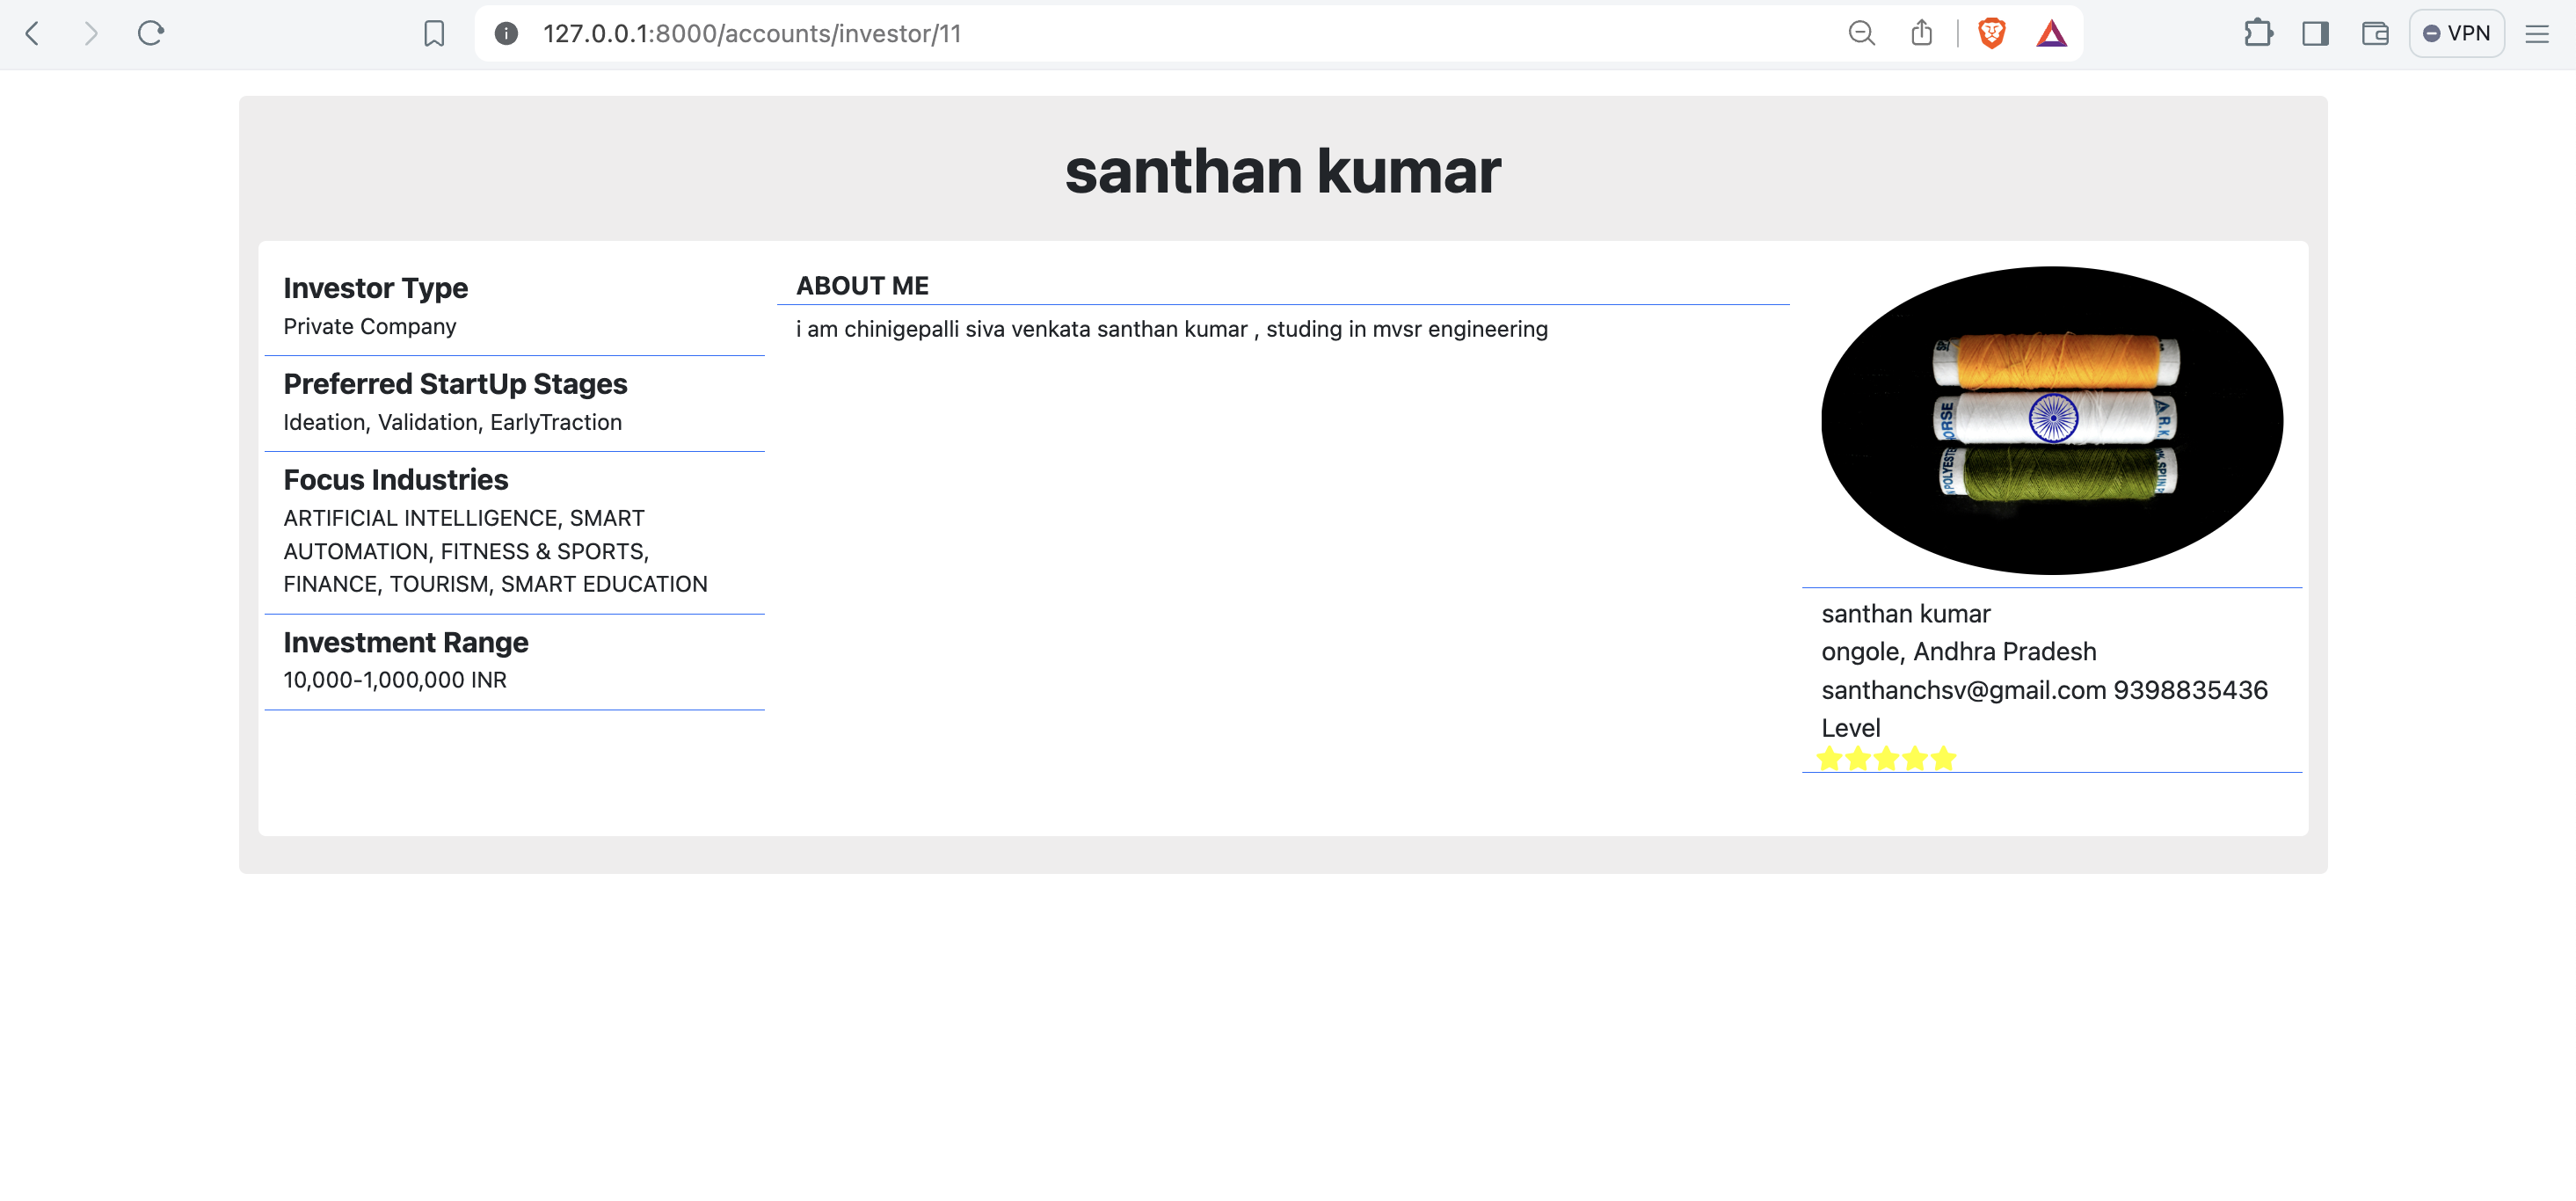 127.0.0.1:8000/accounts/investor/11
VPN
santhan kumar
Investor Type
Private Company
Preferred StartUp Stages
Ideation, Validation, EarlyTraction
Focus Industries
ARTIFICIAL INTELLIGENCE, SMART
AUTOMATION, FITNESS & SPORTS,
FINANCE, TOURISM, SMART EDUCATION
Investment Range
10,000-1,000,000 INR
ABOUT ME
i am chinigepalli siva venkata santhan kumar , studing in mvsr engineering
ORSE
A R.K.
POLYESTE
SPUN
santhan kumar
ongole, Andhra Pradesh
santhanchsv@gmail.com 9398835436
Level